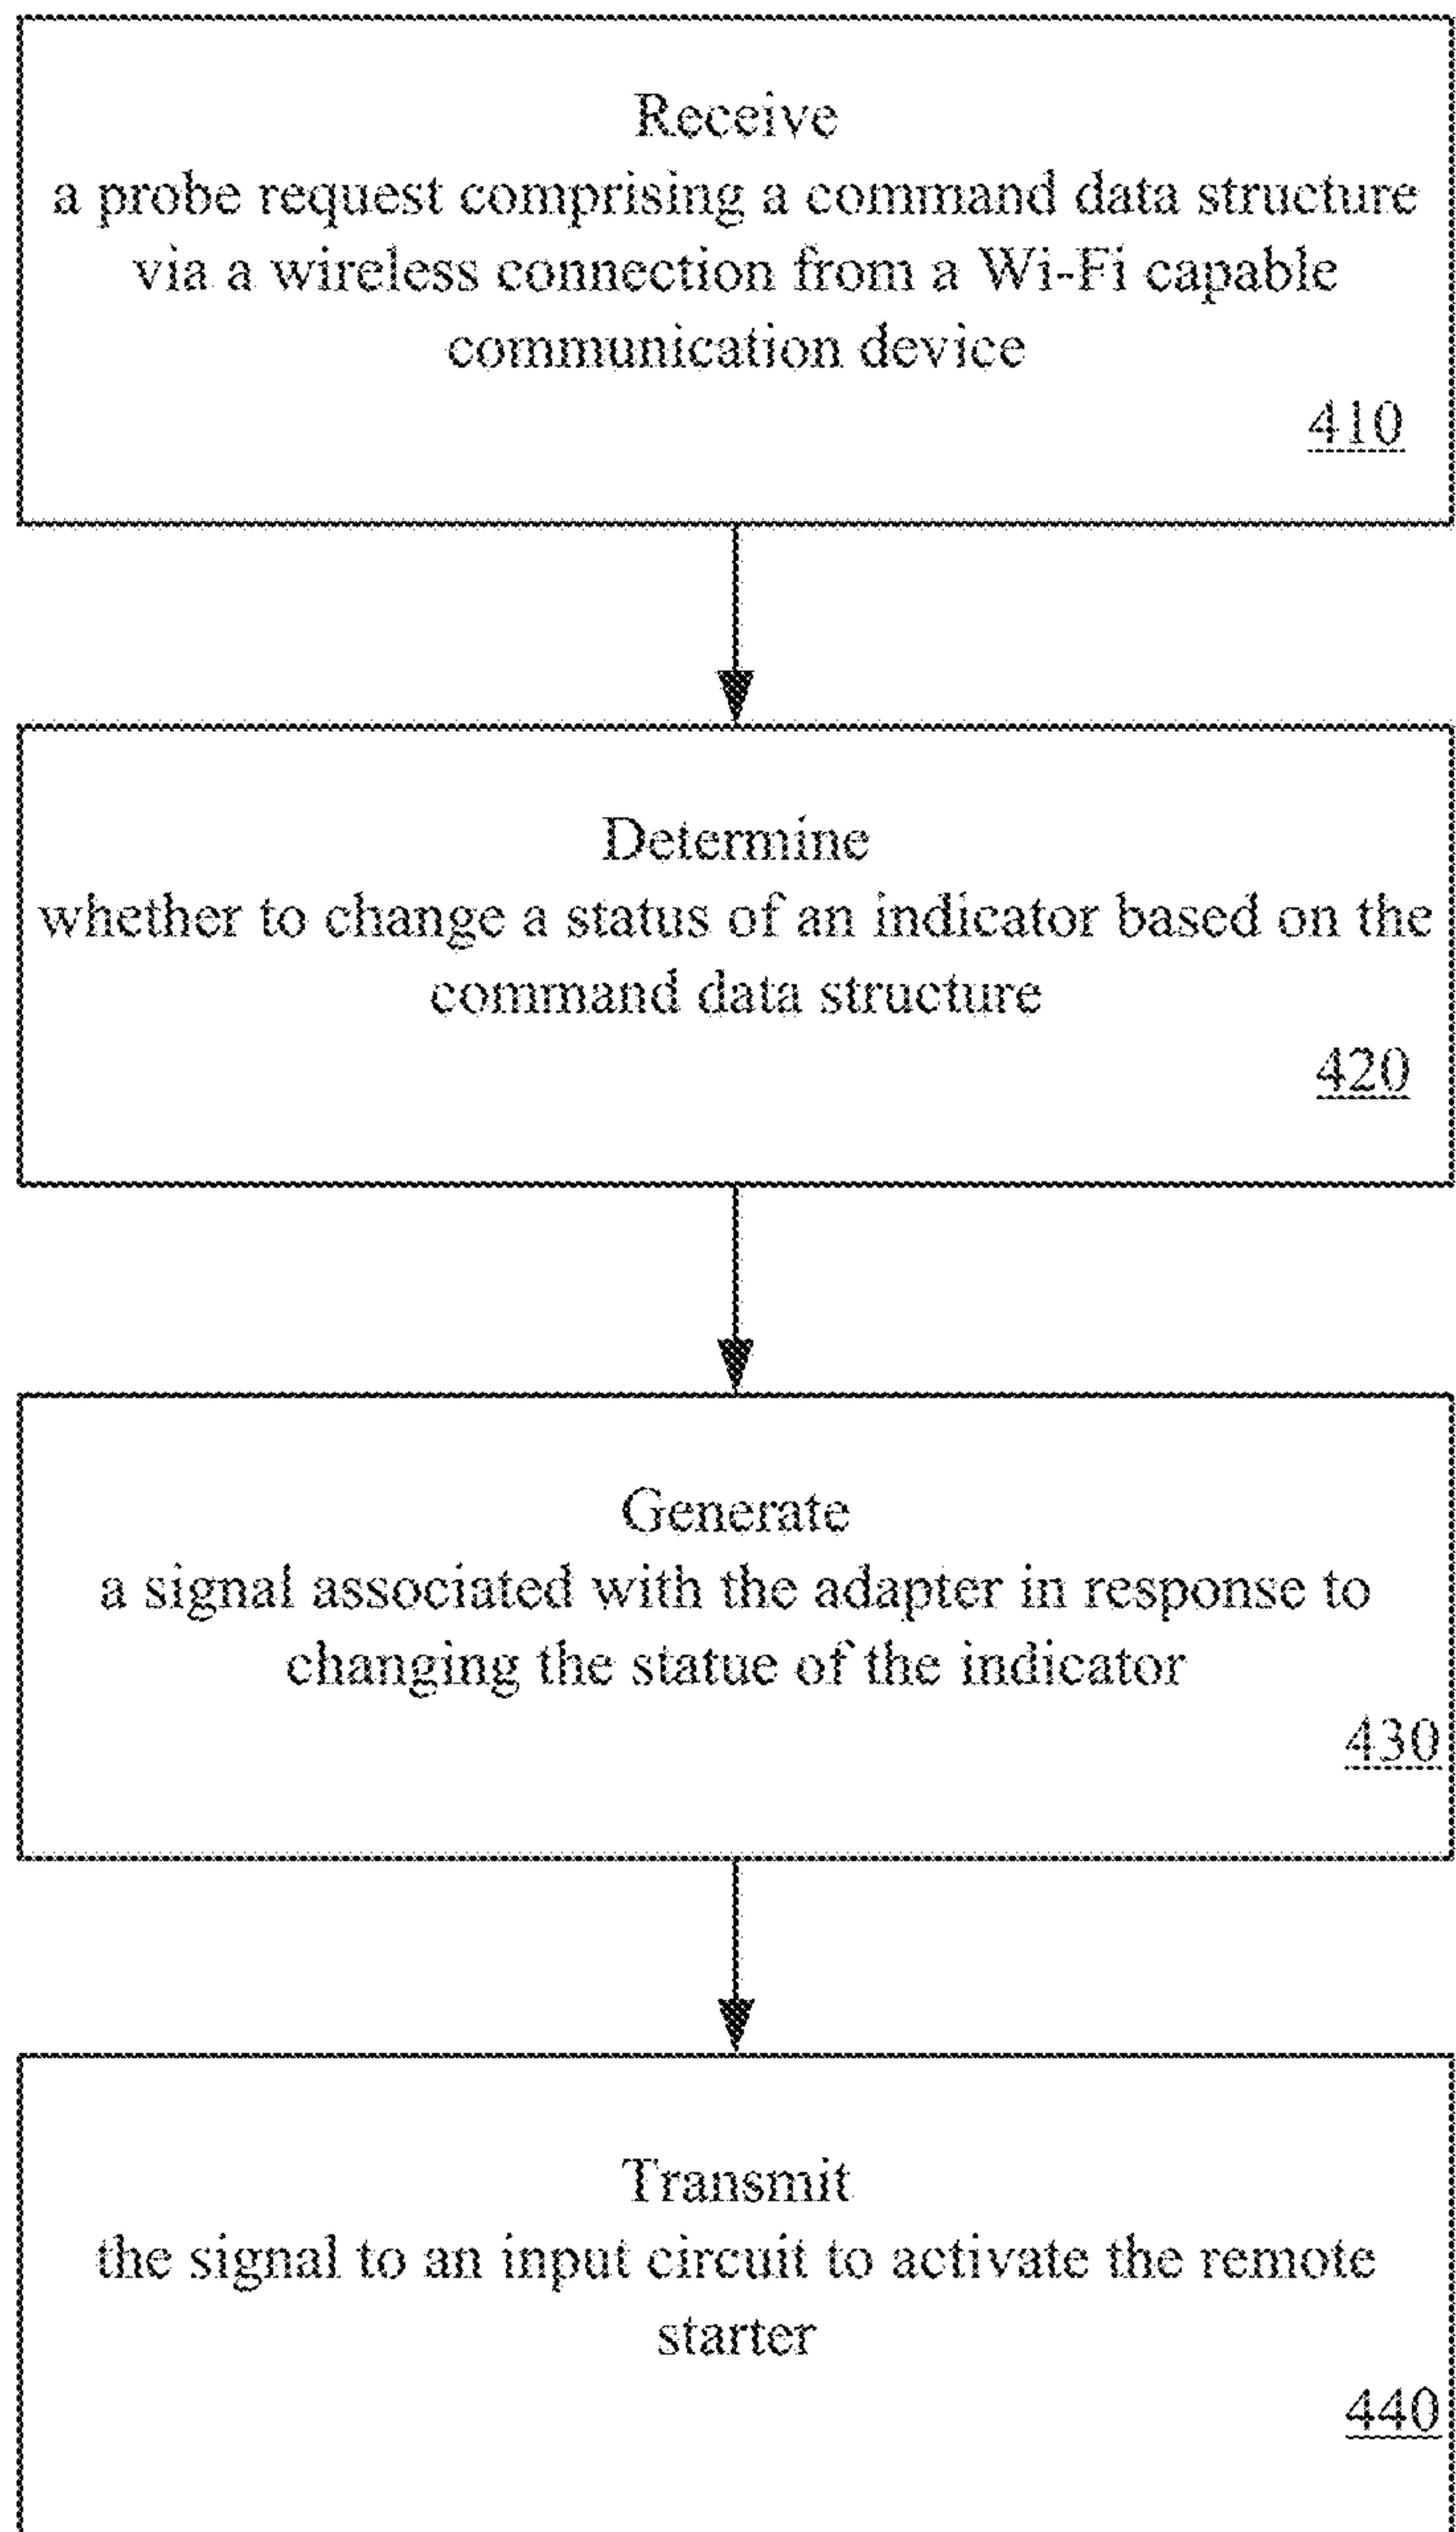 Receive
a probe request comprising a command data structure
via a wireless connection from a Wi-Fi capable
communication device
410
Determine
whether to change a status of an indicator based on the
command data structure
420
Generate
a signal associated with the adapter in response to
changing the statue of the indicator
430
Transmit
the signal to an input circuit to activate the remote
starter
440